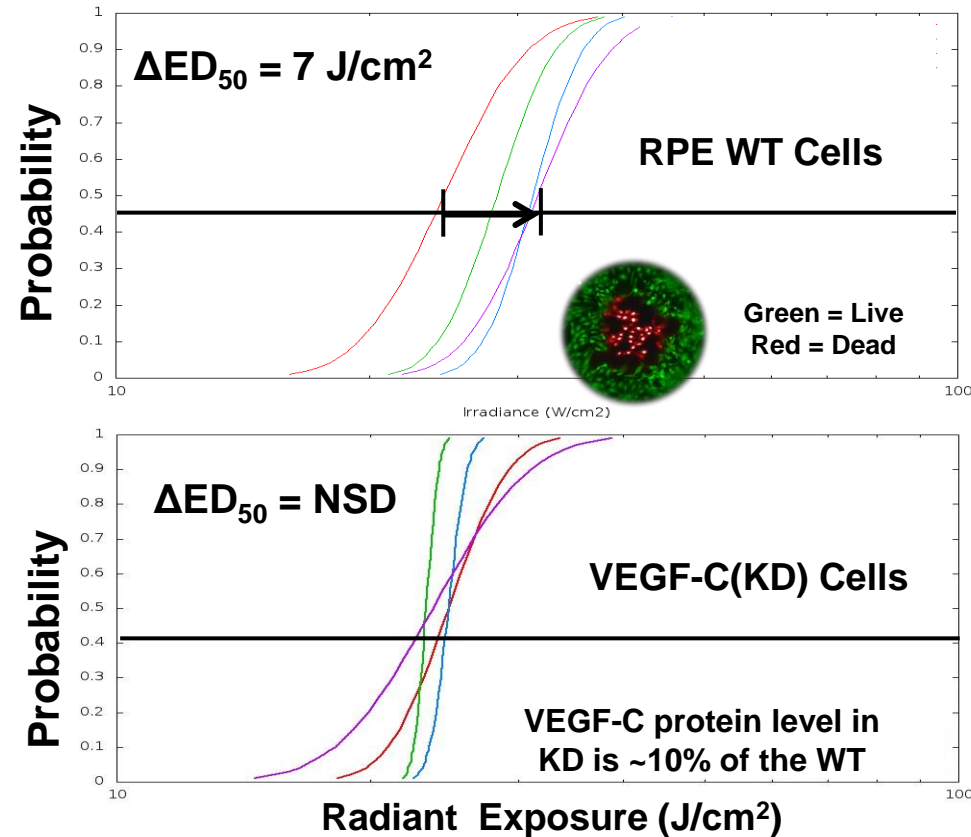 1
0.9
0.8
0.7
0.6
0.5
0.4
0.3
0.2
0.1
0
Probability
ΔED50 = 7 J/cm2
RPE WT Cells
Green = Live
Red = Dead
10
100
Irradiance (W/cm2)
1
0.9
0.8
0.7
0.6
0.5
0.4
0.3
0.2
0.1
0
Probability
ΔED50 = NSD
VEGF-C(KD) Cells
VEGF-C protein level in
KD is ~10% of the WT
10
100
Radiant Exposure (J/cm2)